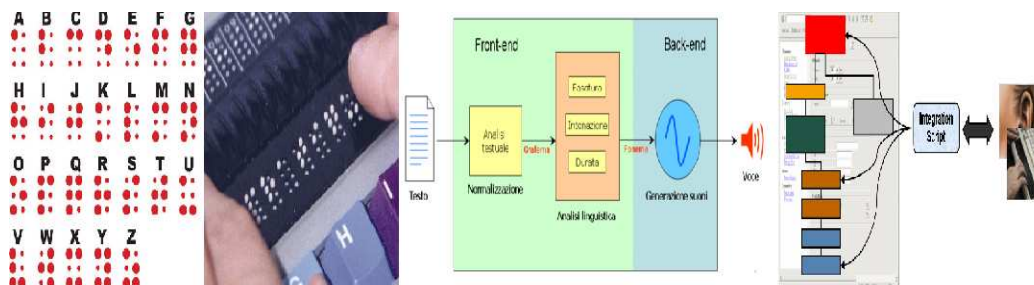 A B C D E F G
H I J K L M N
O P Q R S T U
V W X Y Z
H
G
I
Front-end
Back-end
Testo
Analisi
testuale
Grafema
Normalizzazione
Fasatura
Intonazione
Durata
Analisi linguistica
Fonema
Generazione suoni
Voce
Integration
Script